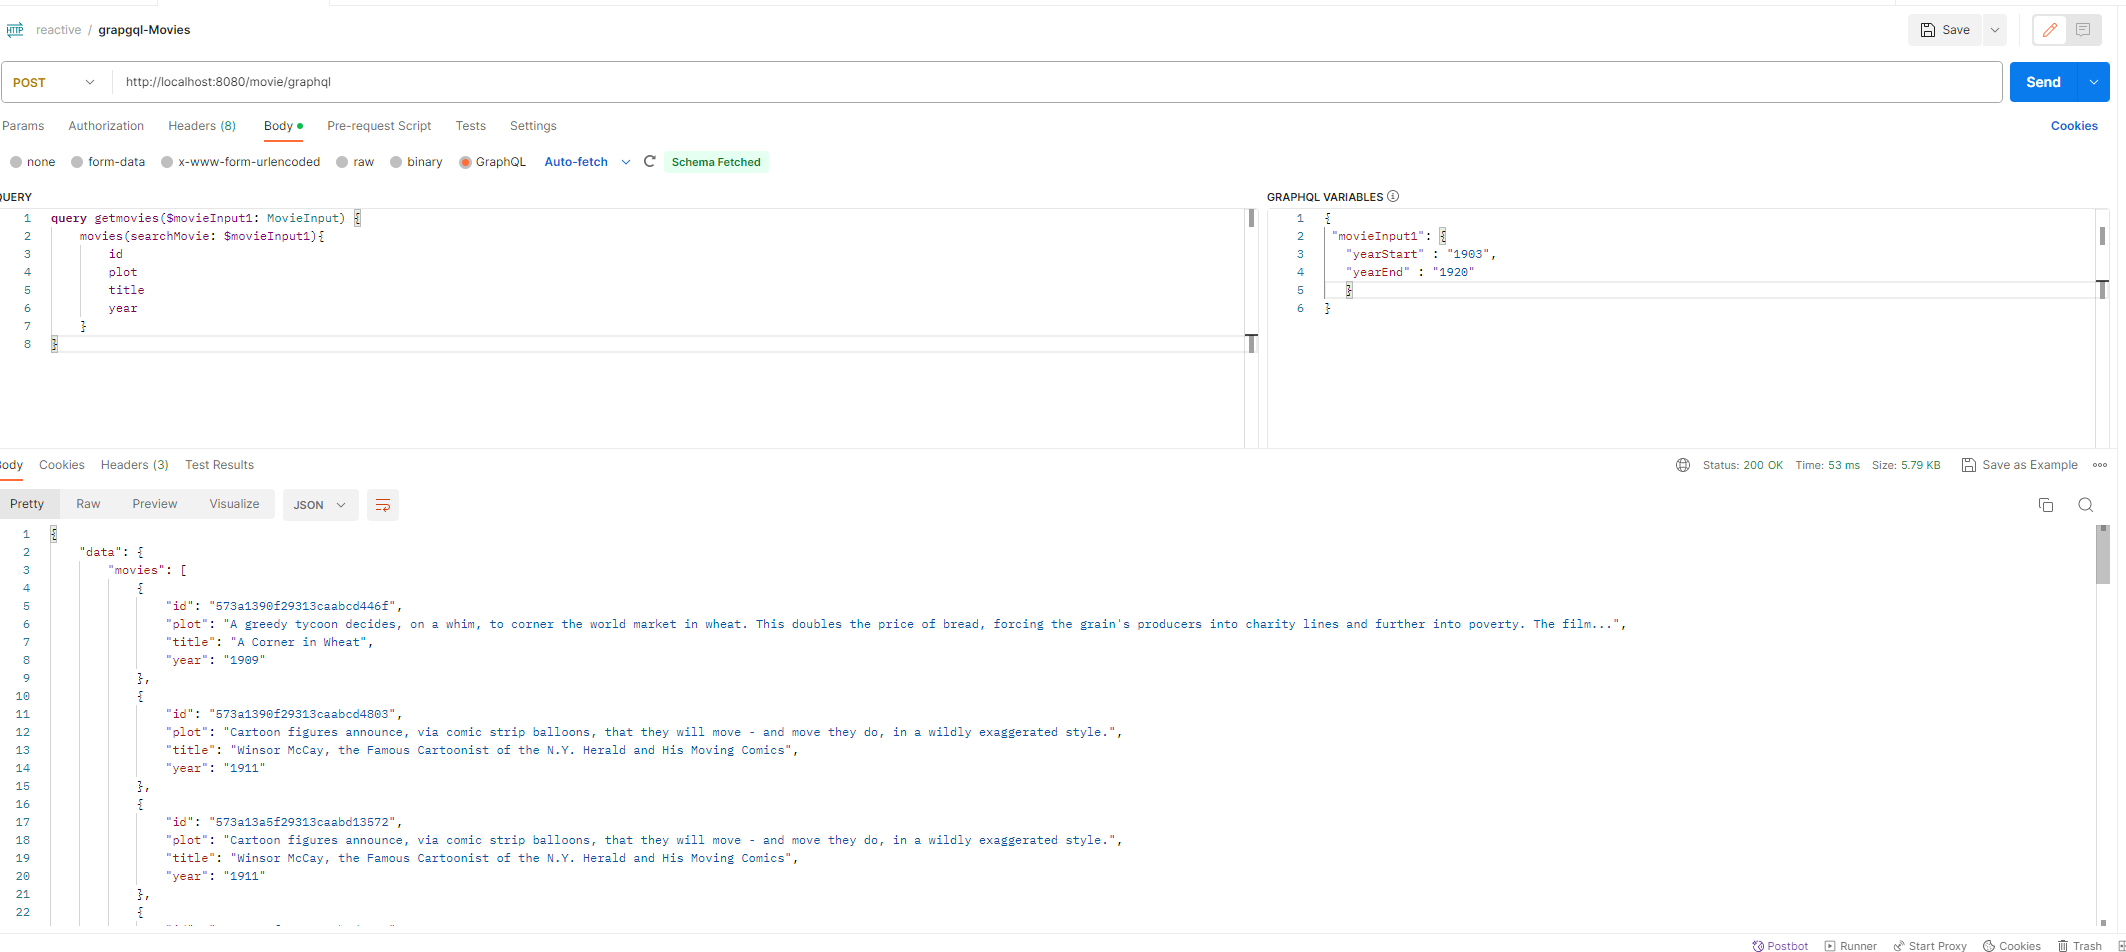 HTTP reactive / grapgql-Movies Save
POST http://localhost:8080/movie/graphql Send
Params Authorization Headers (8) Body Pre-request Script Tests Settings Cookies
none form-data x-www-form-urlencoded raw binary GraphQL Auto-fetch Schema Fetched
QUERY
1 query getmovies($movieInput1: MovieInput) {
2 movies(searchMovie: $movieInput1){
3 id
4 plot
5 title
6 year
7 }
8 }
GRAPHQL VARIABLES
1 {
2 "movieInput1": {
3 "yearStart" : "1903",
4 "yearEnd" : "1920"
5 }
6 }
Body Cookies Headers (3) Test Results Status: 200 OK Time: 53 ms Size: 5.79 KB Save as Example
Pretty Raw Preview Visualize JSON
1 {
2 "data": {
3 "movies": [
4 {
5 "id": "573a1390f29313caabcd446f",
6 "plot": "A greedy tycoon decides, on a whim, to corner the world market in wheat. This doubles the price of bread, forcing the grain's producers into charity lines and further into poverty. The film...",
7 "title": "A Corner in Wheat",
8 "year": "1909"
9 },
10 {
11 "id": "573a1390f29313caabcd4803",
12 "plot": "Cartoon figures announce, via comic strip balloons, that they will move - and move they do, in a wildly exaggerated style.",
13 "title": "Winsor McCay, the Famous Cartoonist of the N.Y. Herald and His Moving Comics",
14 "year": "1911"
15 },
16 {
17 "id": "573a13a5f29313caabd13572",
18 "plot": "Cartoon figures announce, via comic strip balloons, that they will move - and move they do, in a wildly exaggerated style.",
19 "title": "Winsor McCay, the Famous Cartoonist of the N.Y. Herald and His Moving Comics",
20 "year": "1911"
21 },
22 {
Postbot Runner Start Proxy Cookies Trash